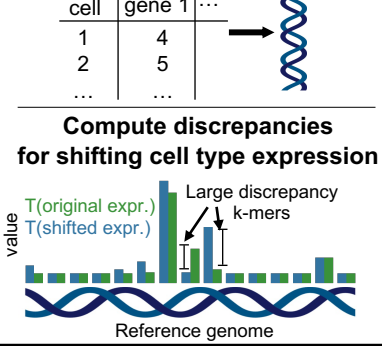 cell gene 1 ...
1 4
2 5
... ...
Compute discrepancies
for shifting cell type expression
T(original expr.)
T(shifted expr.)
Large discrepancy
k-mers
value
Reference genome